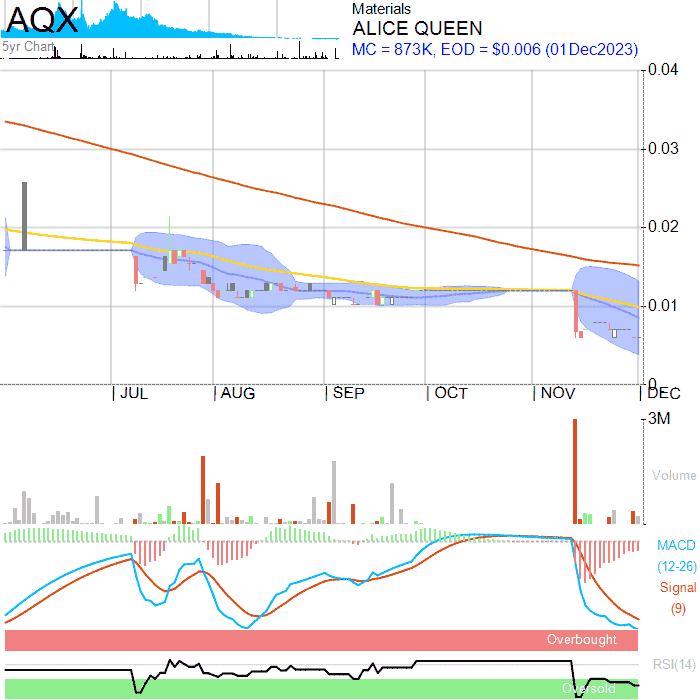 AQX
5yr Chart
Materials
ALICE QUEEN
MC = 873K, EOD = $0.006 (01Dec2023)
0.04
0.03
0.02
0.01
0
JUL
AUG
SEP
OCT
NOV
DEC
3M
Volume
MACD
(12-26)
Signal
(9)
Overbought
RSI(14)
Oversold